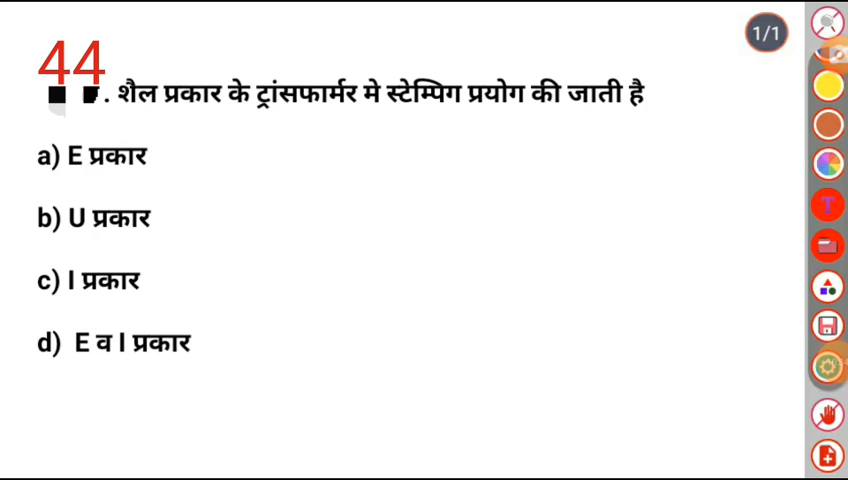 1/1
44
. शैल प्रकार के ट्रांसफार्मर मे स्टेम्पिग प्रयोग की जाती है
a) E प्रकार
b) U प्रकार
c) I प्रकार
d) E व I प्रकार
T